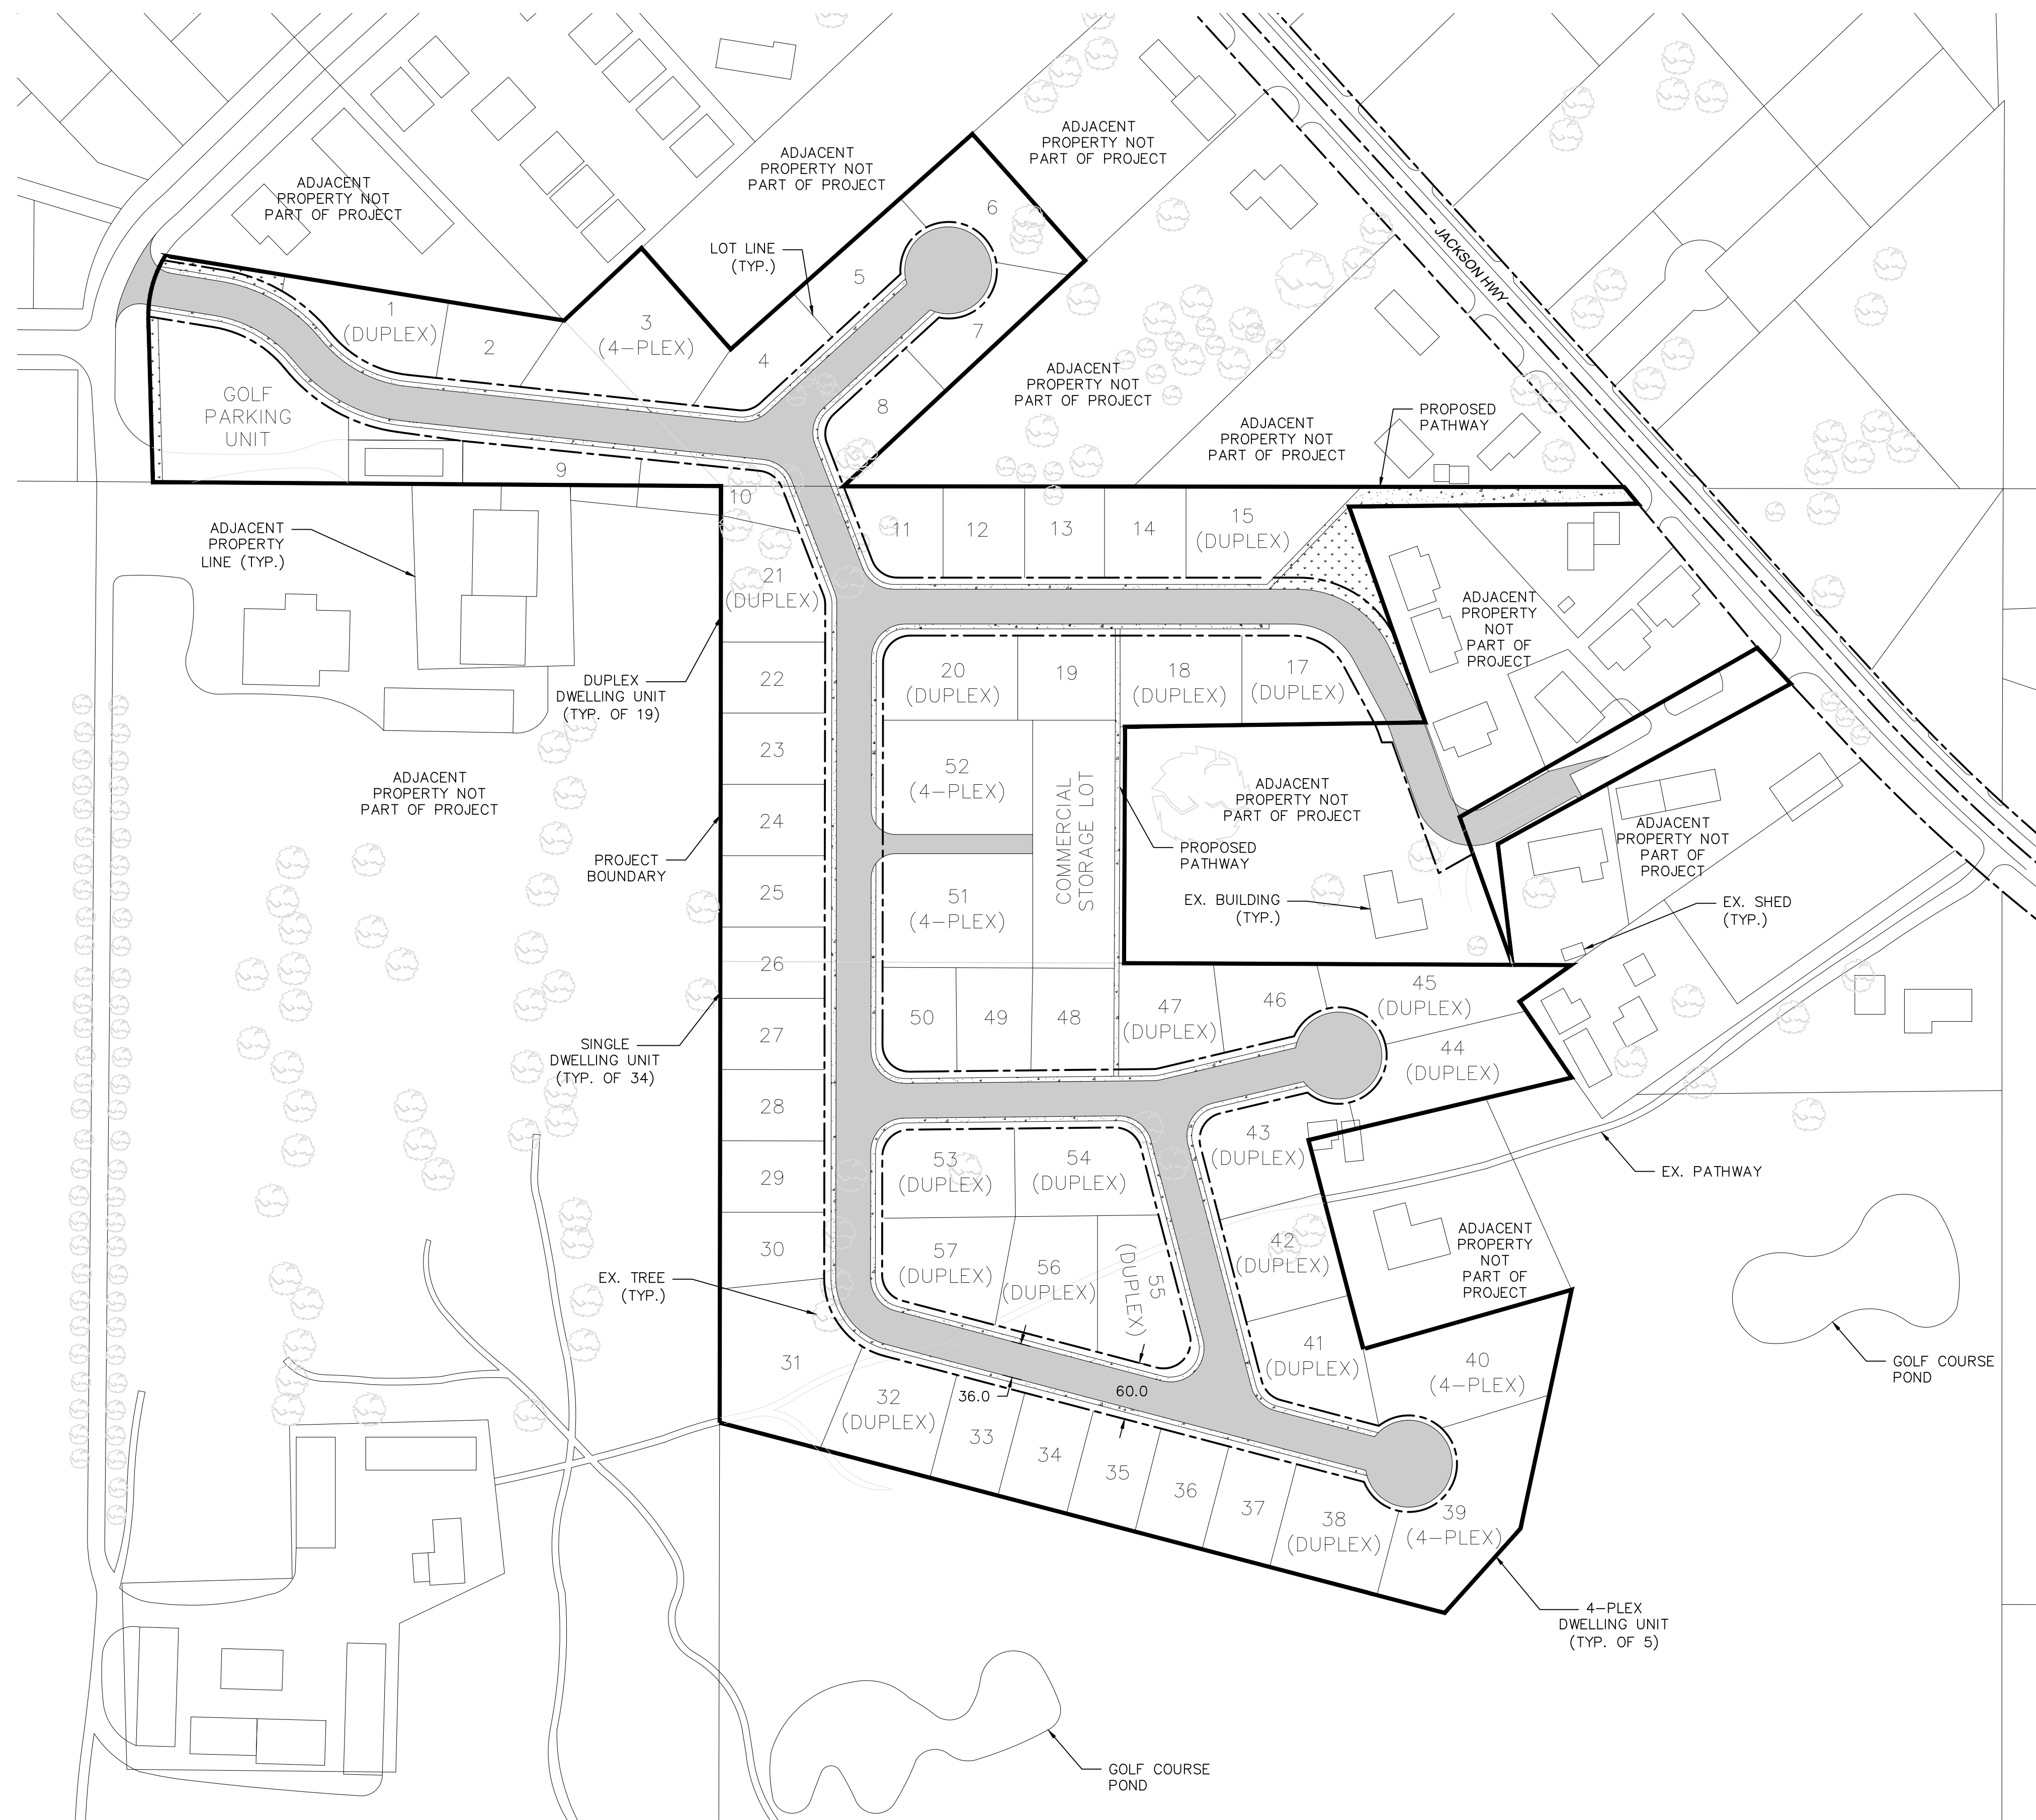 ADJACENT
PROPERTY NOT
PART OF PROJECT
ADJACENT
PROPERTY NOT
PART OF PROJECT
ADJACENT
PROPERTY NOT
PART OF PROJECT
LOT LINE
(TYP.)
JACKSON HWY
6
5
7
1
(DUPLEX)
2
3
(4-PLEX)
4
8
GOLF
PARKING
UNIT
ADJACENT
PROPERTY NOT
PART OF PROJECT
ADJACENT
PROPERTY NOT
PART OF PROJECT
PROPOSED
PATHWAY
9
10
11
12
13
14
15
(DUPLEX)
ADJACENT
PROPERTY
LINE (TYP.)
21
(DUPLEX)
ADJACENT
PROPERTY
NOT
PART OF
PROJECT
DUPLEX
DWELLING UNIT
(TYP. OF 19)
22
20
(DUPLEX)
19
18
(DUPLEX)
17
(DUPLEX)
23
52
(4-PLEX)
COMMERCIAL
STORAGE LOT
ADJACENT
PROPERTY NOT
PART OF PROJECT
ADJACENT
PROPERTY NOT
PART OF PROJECT
24
PROJECT
BOUNDARY
PROPOSED
PATHWAY
ADJACENT
PROPERTY NOT
PART OF
PROJECT
25
51
(4-PLEX)
EX. BUILDING
(TYP.)
EX. SHED
(TYP.)
26
27
50
49
48
47
(DUPLEX)
46
45
(DUPLEX)
SINGLE
DWELLING UNIT
(TYP. OF 34)
44
(DUPLEX)
28
29
53
(DUPLEX)
54
(DUPLEX)
43
(DUPLEX)
EX. PATHWAY
30
57
(DUPLEX)
56
(DUPLEX)
55
(DUPLEX)
42
(DUPLEX)
ADJACENT
PROPERTY
NOT
PART OF
PROJECT
EX. TREE
(TYP.)
31
32
(DUPLEX)
36.0
60.0
41
(DUPLEX)
40
(4-PLEX)
GOLF COURSE
POND
33
34
35
36
37
38
(DUPLEX)
39
(4-PLEX)
4-PLEX
DWELLING UNIT
(TYP. OF 5)
GOLF COURSE
POND